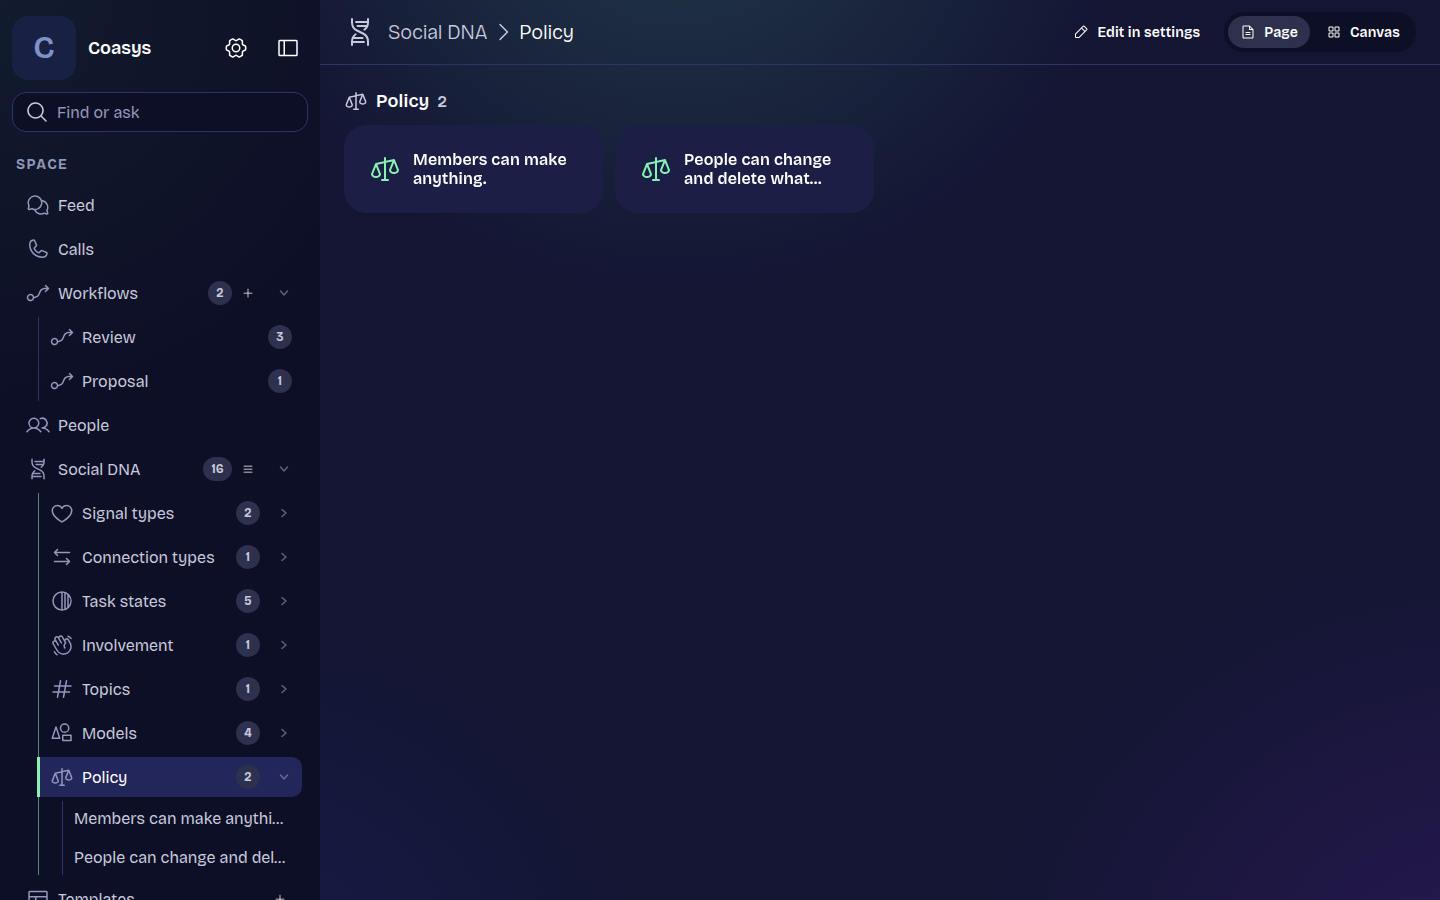 C
Coasys
Find or ask
SPACE
Feed
Calls
Workflows 2
Review 3
Proposal 1
People
Social DNA 16
Signal types 2
Connection types 1
Task states 5
Involvement 1
Topics 1
Models 4
Policy 2
Members can make anythi...
People can change and del...
Templates
Social DNA > Policy
Edit in settings
Page
Canvas
Policy 2
Members can make
anything.
People can change
and delete what...